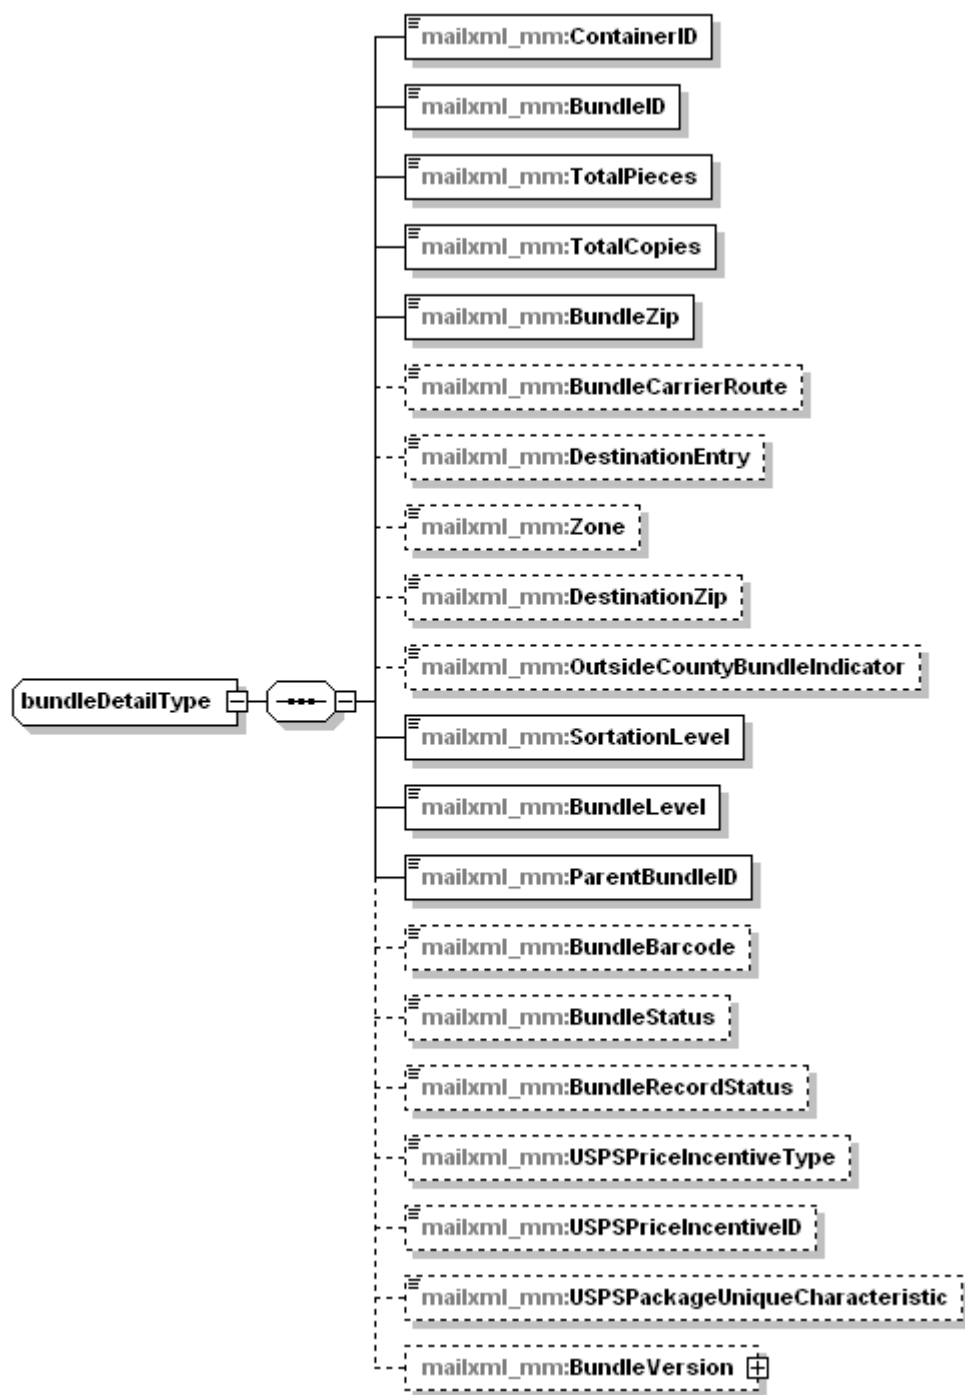 mailxml_mm:ContainerID
mailxml_mm:BundleID
mailxml_mm:TotalPieces
mailxml_mm:TotalCopies
mailxml_mm:BundleZip
mailxml_mm:BundleCarrierRoute
mailxml_mm:DestinationEntry
mailxml_mm:Zone
mailxml_mm:DestinationZip
mailxml_mm:OutsideCountyBundleIndicator
bundleDetailType
mailxml_mm:SortationLevel
mailxml_mm:BundleLevel
mailxml_mm:ParentBundleID
mailxml_mm:BundleBarcode
mailxml_mm:BundleStatus
mailxml_mm:BundleRecordStatus
mailxml_mm:USPSPriceIncentiveType
mailxml_mm:USPSPriceIncentiveID
mailxml_mm:USPSPackageUniqueCharacteristic
mailxml_mm:BundleVersion